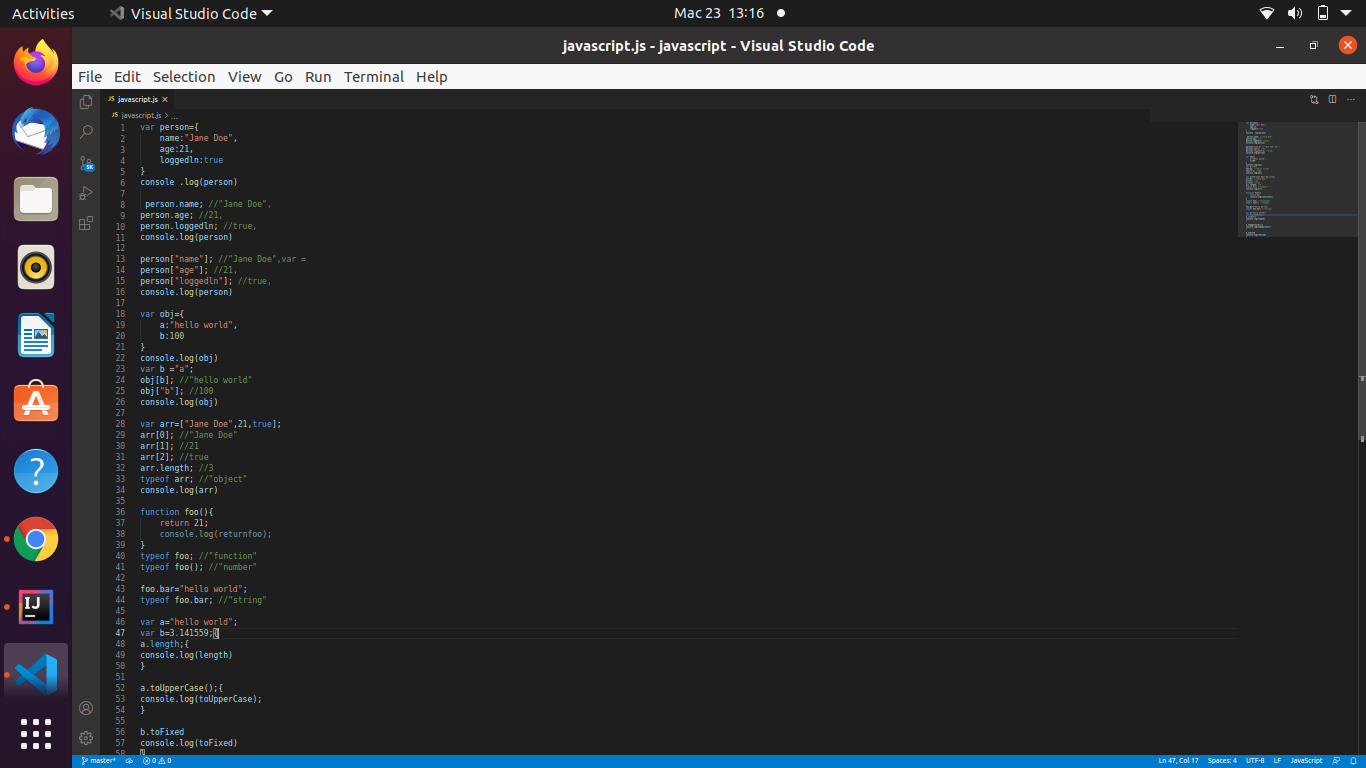 Activities
Visual Studio Code
Mac 23 13:16
javascript.js - javascript - Visual Studio Code
File Edit Selection View Go Run Terminal Help
JS javascript.js
JS javascript.js > ...
1 var person={
2 name:"Jane Doe",
3 age:21,
4 loggedln:true
5 }
6 console .log(person)
7
8 person.name; //"Jane Doe",
9 person.age; //21,
10 person.loggedln; //true,
11 console.log(person)
12
13 person["name"]; //"Jane Doe",var =
14 person["age"]; //21,
15 person["loggedln"]; //true,
16 console.log(person)
17
18 var obj={
19 a:"hello world",
20 b:100
21 }
22 console.log(obj)
23 var b ="a";
24 obj[b]; //"hello world"
25 obj["b"]; //100
26 console.log(obj)
27
28 var arr=["Jane Doe",21,true];
29 arr[0]; //"Jane Doe"
30 arr[1]; //21
31 arr[2]; //true
32 arr.length; //3
33 typeof arr; //"object"
34 console.log(arr)
35
36 function foo(){
37 return 21;
38 console.log(returnfoo);
39 }
40 typeof foo; //"function"
41 typeof foo(); //"number"
42
43 foo.bar="hello world";
44 typeof foo.bar; //"string"
45
46 var a="hello world";
47 var b=3.141559;{
48 a.length;{
49 console.log(length)
50 }
51
52 a.toUpperCase();{
53 console.log(toUpperCase);
54 }
55
56 b.toFixed
57 console.log(toFixed)
58 }
5K
IJ
master* 0 0
Ln 47, Col 17 Spaces: 4 UTF-8 LF JavaScript